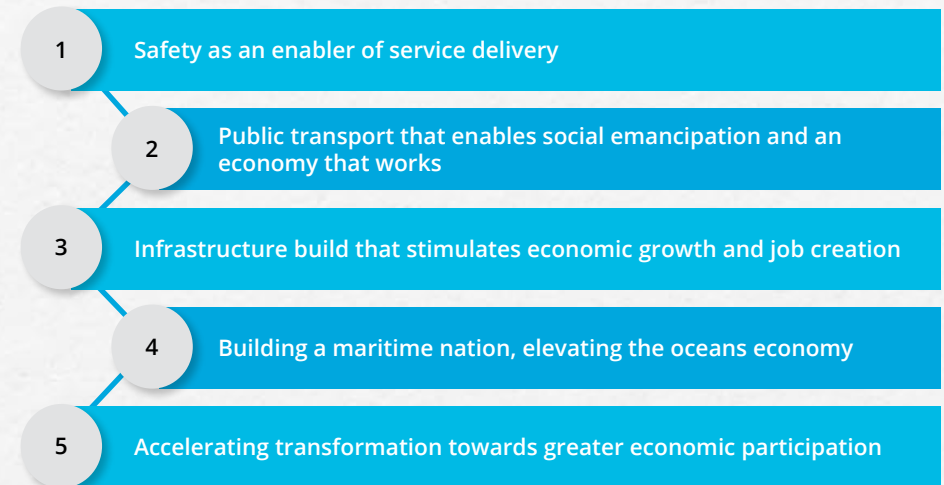 1
Safety as an enabler of service delivery
2
Public transport that enables social emancipation and an
economy that works
3
Infrastructure build that stimulates economic growth and job creation
4
Building a maritime nation, elevating the oceans economy
5
Accelerating transformation towards greater economic participation